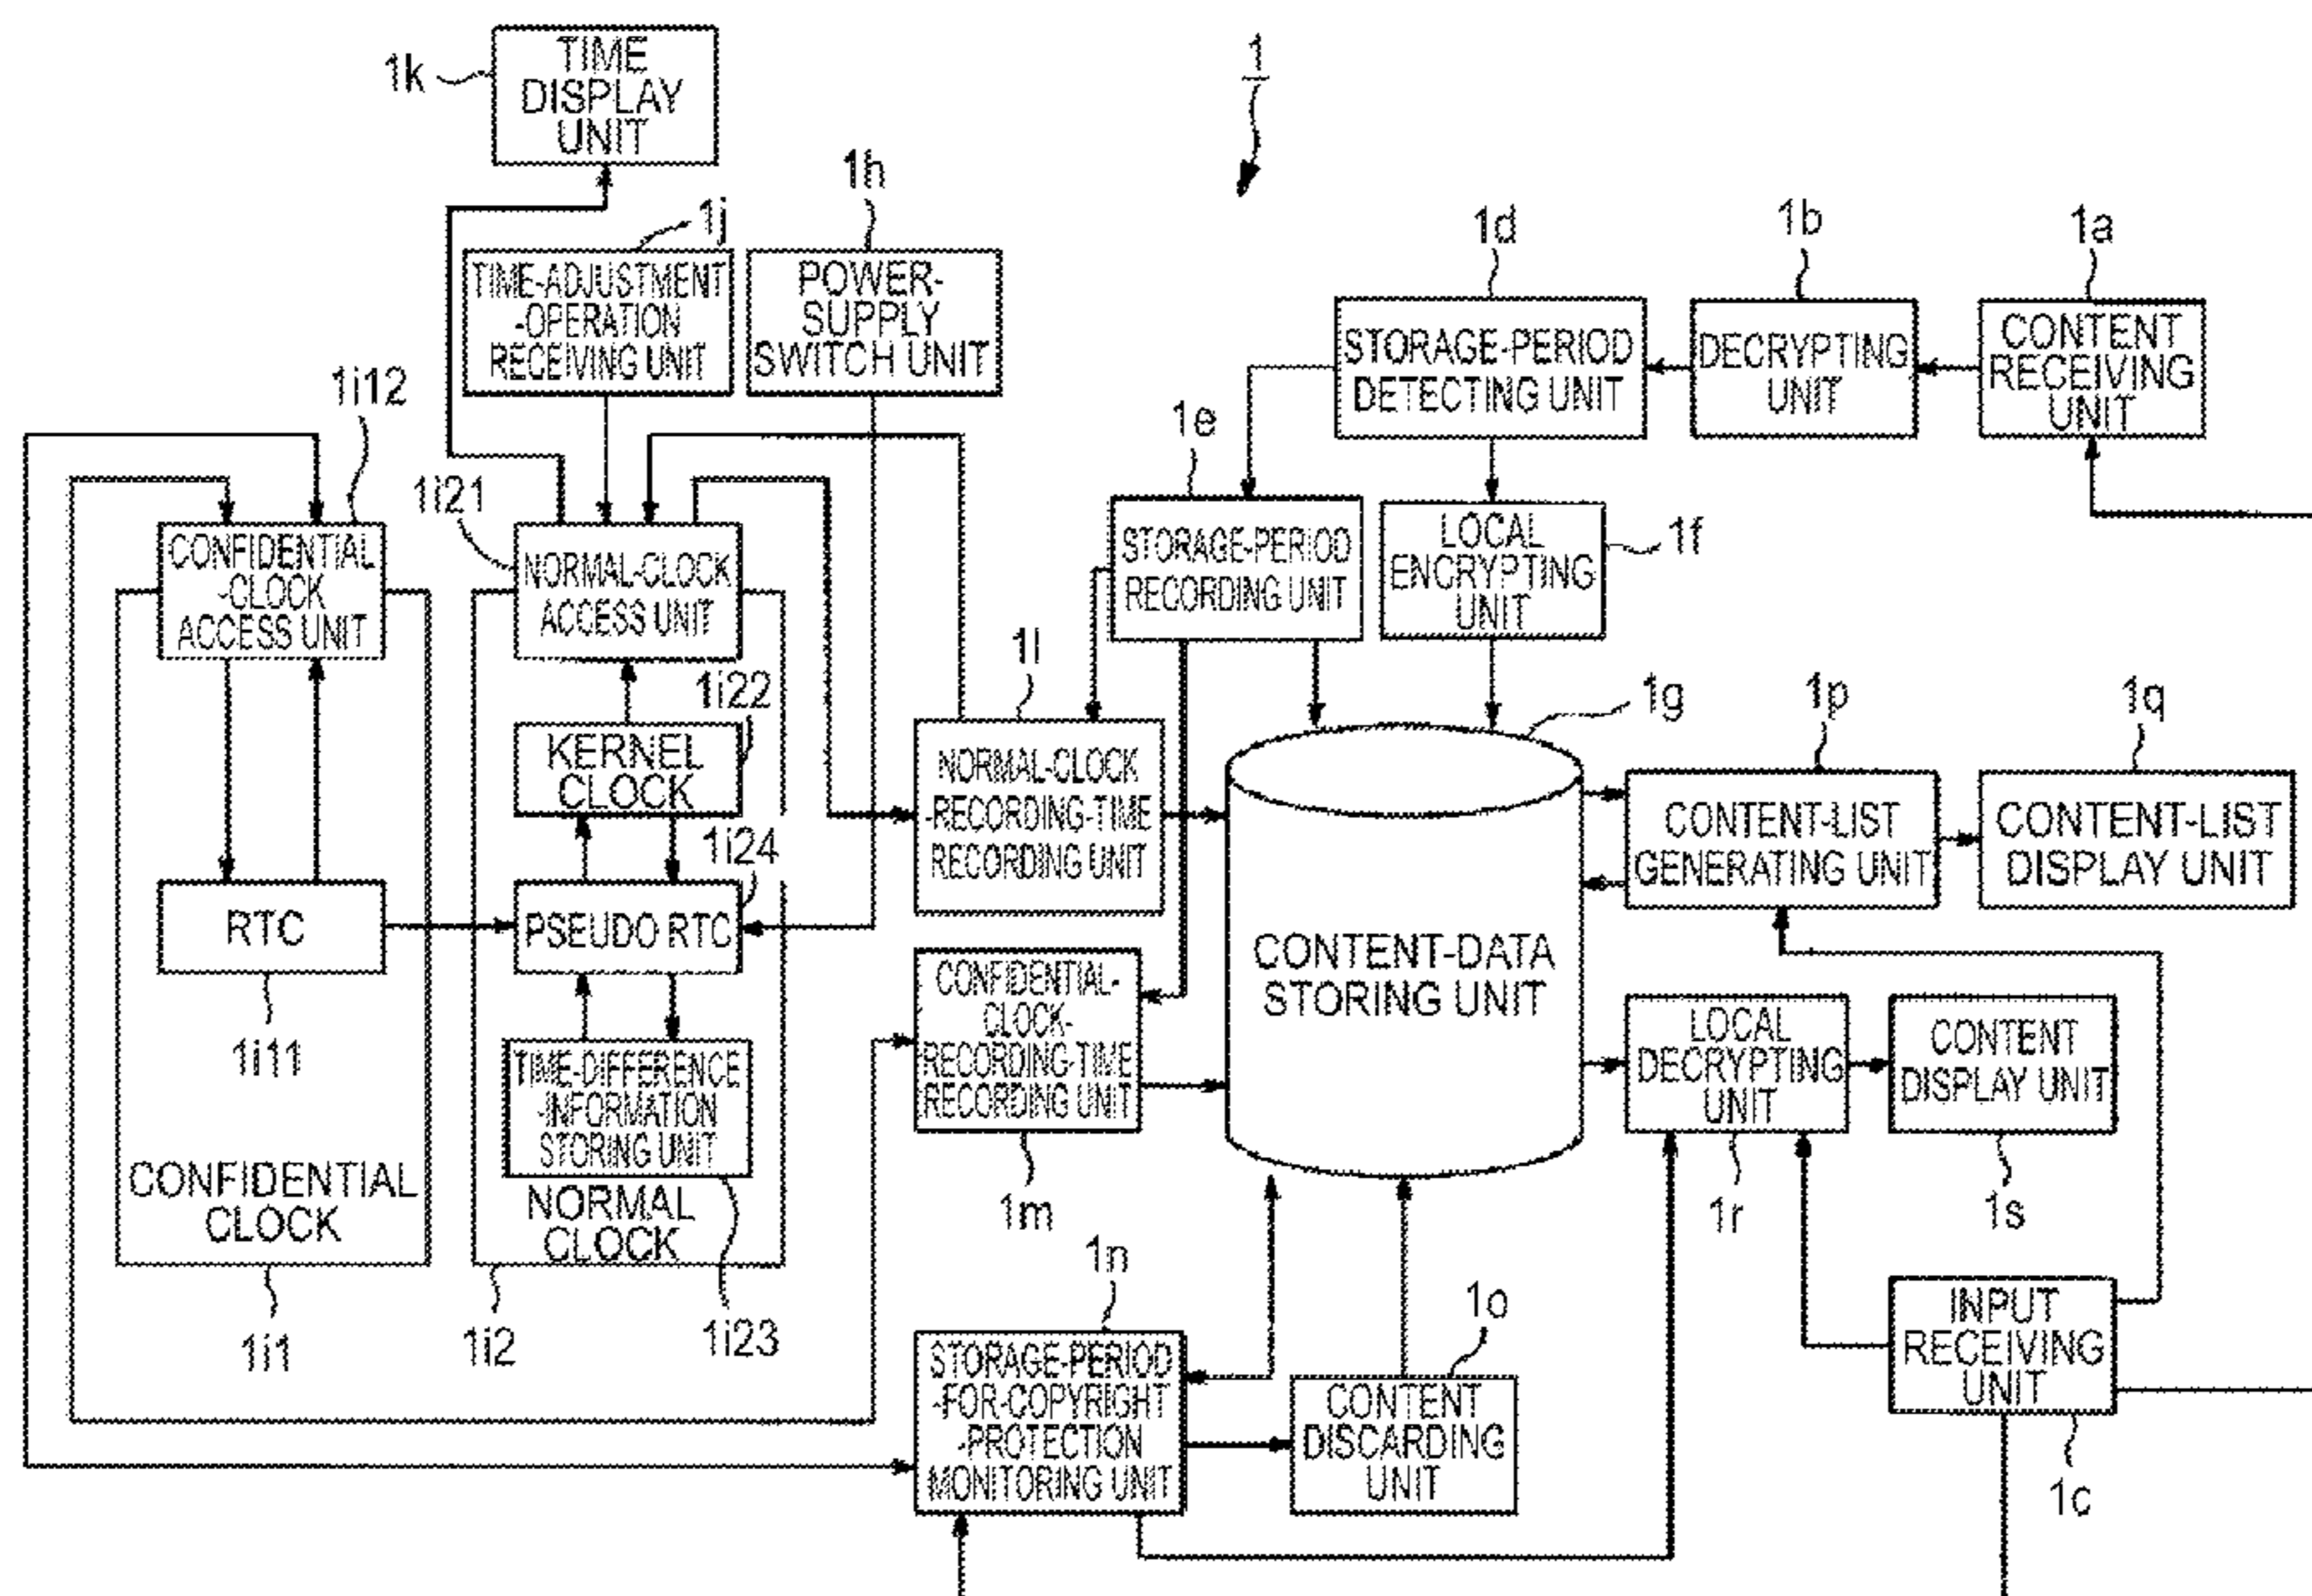 TIME
DISPLAY
UNIT
1k
1
1h
1j
1d
1b
1a
TIME-ADJUSTMENT
-OPERATION
RECEIVING UNIT
POWER-
SUPPLY
SWITCH UNIT
STORAGE-PERIOD
DETECTING UNIT
DECRYPTING
UNIT
CONTENT
RECEIVING
UNIT
1i12
1e
1i21
CONFIDENTIAL
-CLOCK
ACCESS UNIT
NORMAL-CLOCK
ACCESS UNIT
STORAGE-PERIOD
RECORDING UNIT
LOCAL
ENCRYPTING
UNIT
1f
1l
1i22
1g
1p
1q
KERNEL
CLOCK
NORMAL-CLOCK
-RECORDING-TIME
RECORDING UNIT
CONTENT-LIST
GENERATING UNIT
CONTENT-LIST
DISPLAY UNIT
1i24
RTC
PSEUDO RTC
CONTENT-DATA
STORING UNIT
1i11
CONFIDENTIAL-
CLOCK-
RECORDING-TIME
RECORDING UNIT
LOCAL
DECRYPTING
UNIT
CONTENT
DISPLAY UNIT
TIME-DIFFERENCE
-INFORMATION
STORING UNIT
CONFIDENTIAL
CLOCK
NORMAL
CLOCK
1m
1r
1s
1n
1i1
1i2
1i23
1o
STORAGE-PERIOD
-FOR-COPYRIGHT
-PROTECTION
MONITORING UNIT
CONTENT
DISCARDING
UNIT
INPUT
RECEIVING
UNIT
1c